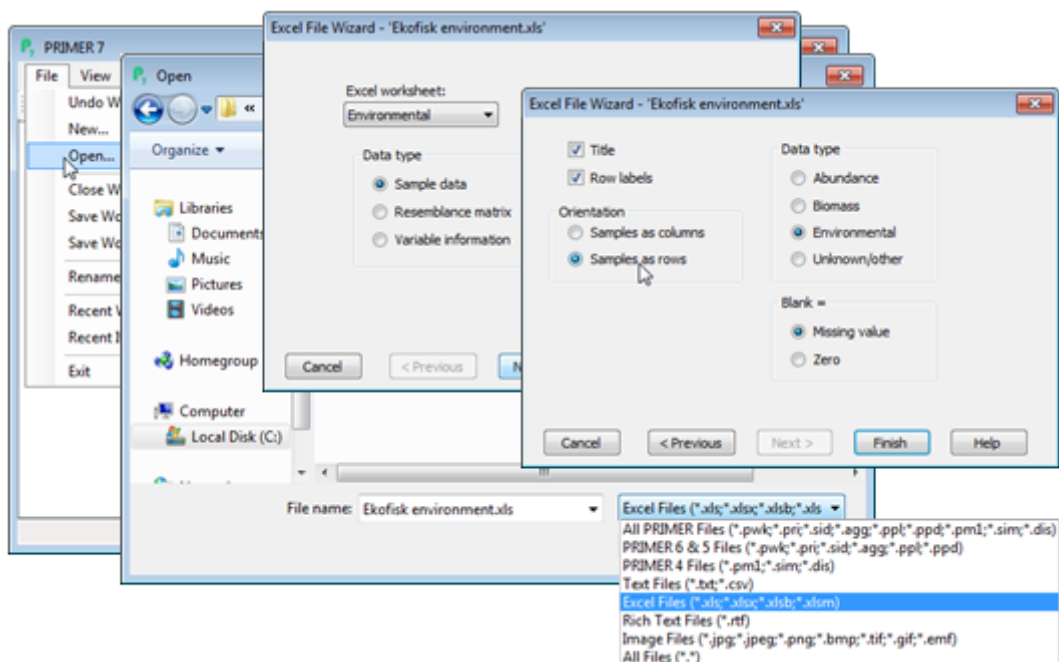 PRIMER 7
File View
Undo W
New...
Open...
Close W
Save Wo
Save Wo
Rename
Recent
Recent I
Exit
Open
«
Organize
Libraries
Documents
Music
Pictures
Videos
Homegroup
Computer
Local Disk (C:)
File name: Ekofisk environment.xls
Excel Files (*.xls;*.xlsx;*.xlsb;*.xls
All PRIMER Files (*.pwk;*.pri;*.sid;*.agg;*.ppl;*.ppd;*.pm1;*.sim;*.dis)
PRIMER 6 & 5 Files (*.pwk;*.pri;*.sid;*.agg;*.ppl;*.ppd)
PRIMER 4 Files (*.pm1;*.sim;*.dis)
Text Files (*.txt;*.csv)
Excel Files (*.xls;*.xlsx;*.xlsb;*.xlsm)
Rich Text Files (*.rtf)
Image Files (*.jpg;*.jpeg;*.png;*.bmp;*.tif;*.gif;*.emf)
All Files (*.*)
Excel File Wizard - 'Ekofisk environment.xls'
Excel worksheet:
Environmental
Data type
Sample data
Resemblance matrix
Variable information
Cancel < Previous N
Excel File Wizard - 'Ekofisk environment.xls'
Title
Row labels
Orientation
Samples as columns
Samples as rows
Data type
Abundance
Biomass
Environmental
Unknown/other
Blank =
Missing value
Zero
Cancel < Previous Next > Finish Help